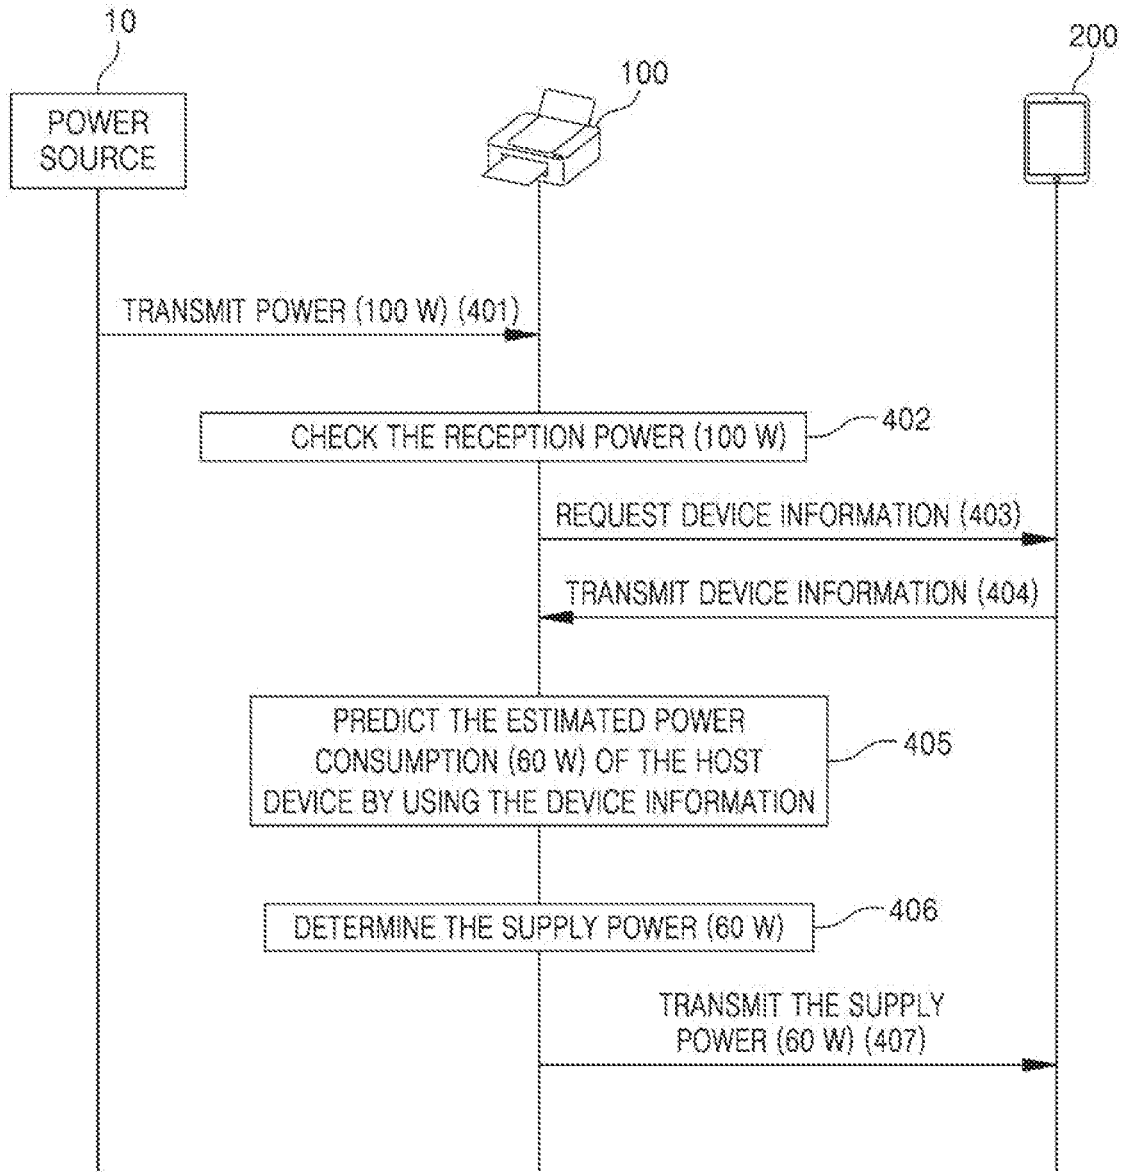 10
200
100
POWER
SOURCE
TRANSMIT POWER (100 W) (401)
402
CHECK THE RECEPTION POWER (100 W)
REQUEST DEVICE INFORMATION (403)
TRANSMIT DEVICE INFORMATION (404)
PREDICT THE ESTIMATED POWER
405
CONSUMPTION (60 W) OF THE HOST
DEVICE BY USING THE DEVICE INFORMATION
406
DETERMINE THE SUPPLY POWER (60 W)
TRANSMIT THE SUPPLY
POWER (60 W) (407)